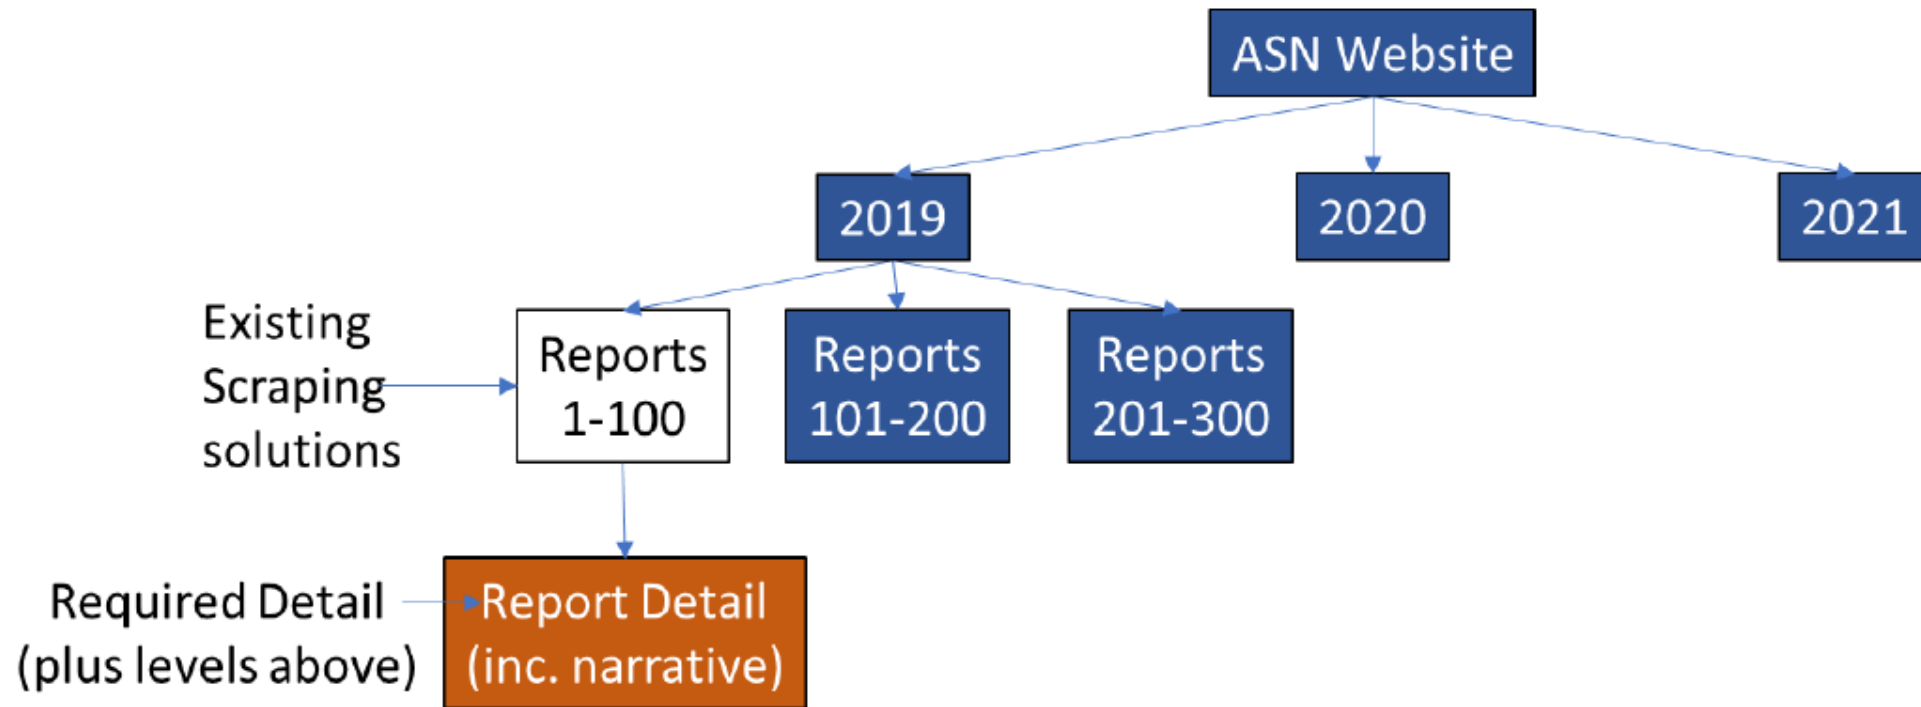 ASN Website
2019
2020
2021
Existing
Scraping
solutions
Reports
1-100
Reports
101-200
Reports
201-300
Required Detail
(plus levels above)
Report Detail
(inc. narrative)